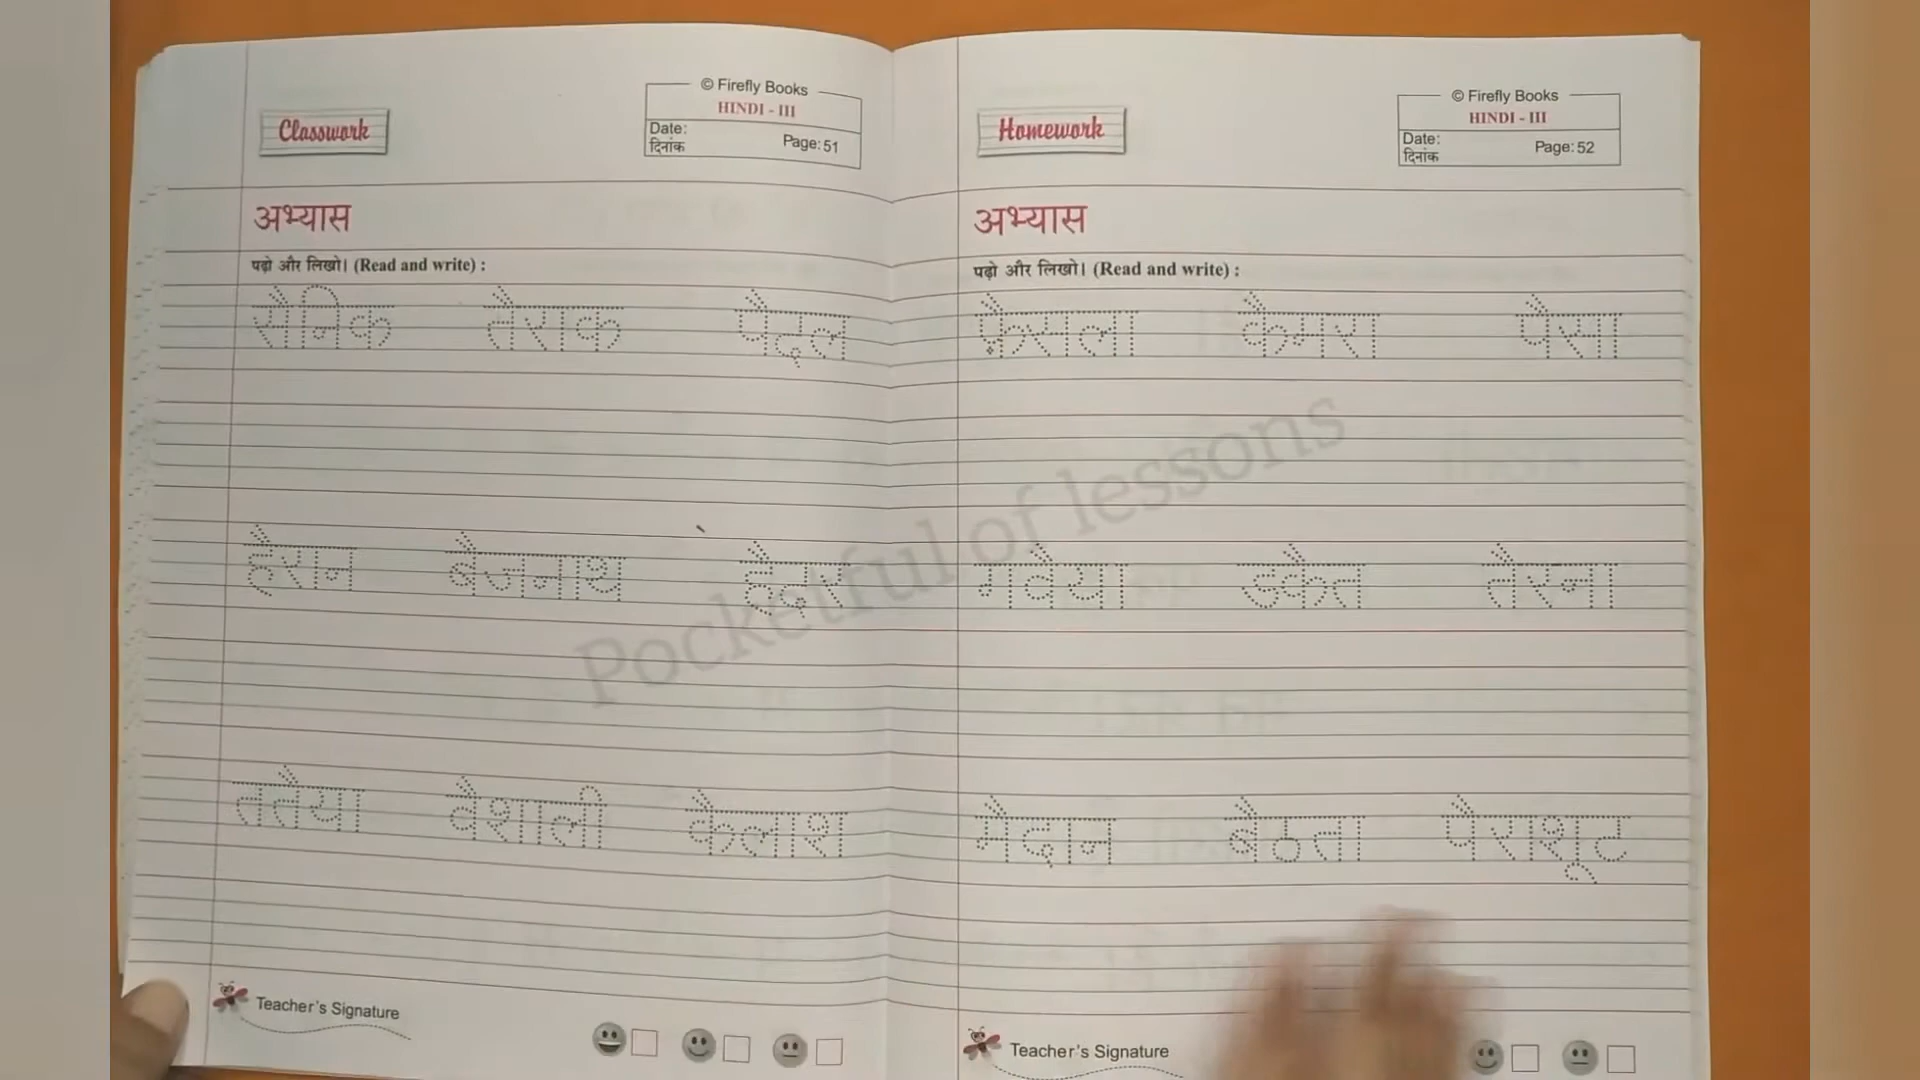 Classwork
© Firefly Books
HINDI - III
Date:
दिनांक
Page: 51
अभ्यास
पढ़ो और लिखो। (Read and write) :
सैनिक तैराक पैदल
हैरान बैजनाथ हैदर
ततैया वैशाली कैलाश
Teacher's Signature
Homework
© Firefly Books
HINDI - III
Date:
दिनांक
Page: 52
अभ्यास
पढ़ो और लिखो। (Read and write) :
फ़ैसला कैमरा पैसा
गवैया डकैत तैरना
मैदान बैठता पैराशूट
Teacher's Signature
Pocketful of lessons